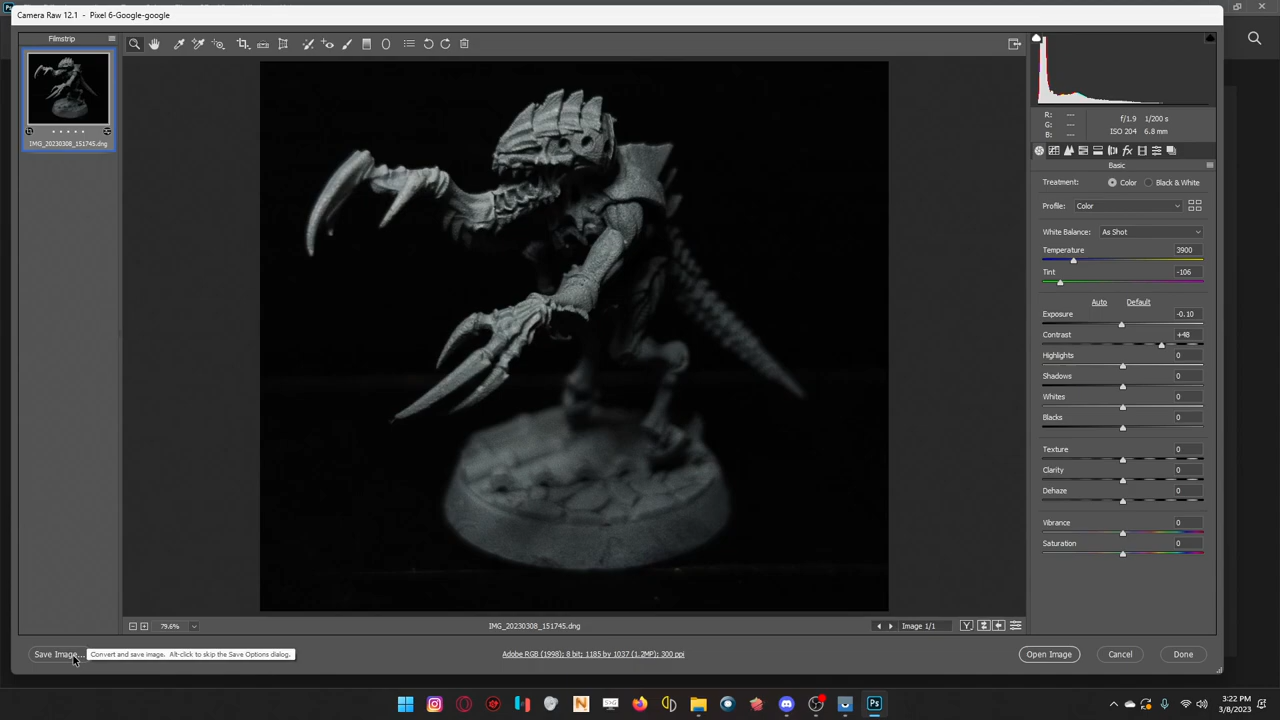 Camera Raw 12.1 - Pixel 6-Google-google
Filmstrip
IMG_20230308_151745.dng
R: ---
G: ---
B: ---
f/1.9 1/200 s
ISO 204 6.8 mm
fx
Basic
Treatment: Color Black & White
Profile: Color
White Balance: As Shot
Temperature 3900
Tint -106
Auto Default
Exposure -0.10
Contrast +48
Highlights 0
Shadows 0
Whites 0
Blacks 0
Texture 0
Clarity 0
Dehaze 0
Vibrance 0
Saturation 0
79.6%
IMG_20230308_151745.dng
Image 1/1
Y
Save Image...
Convert and save image. Alt-click to skip the Save Options dialog.
Adobe RGB (1998); 8 bit; 1185 by 1037 (1.2MP); 300 ppi
Open Image
Cancel
Done
Ps
3:22 PM
3/8/2023